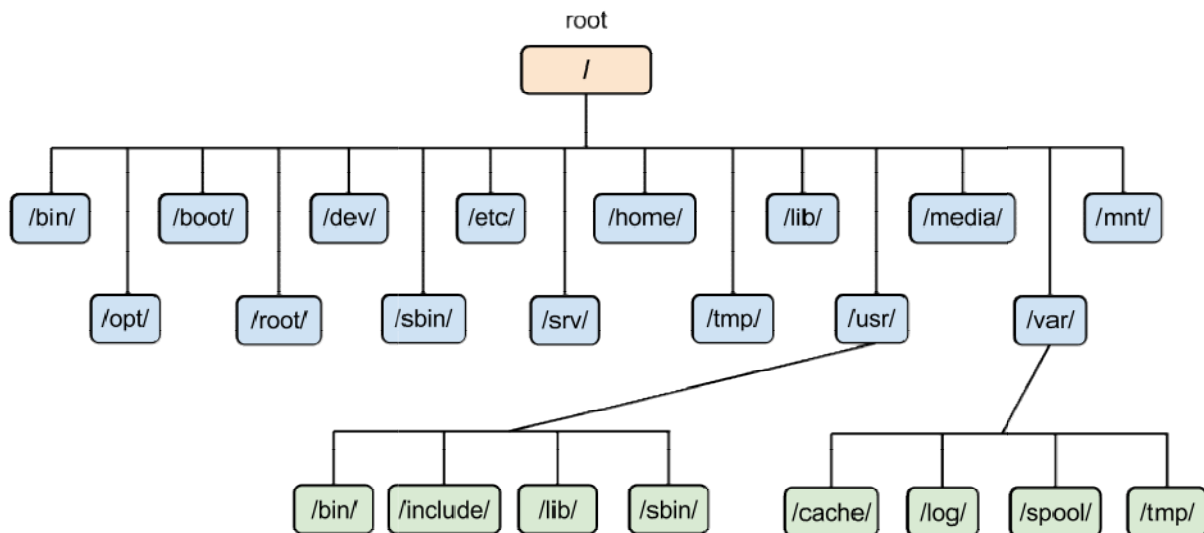 root
/
/bin/
/boot/
/dev/
/etc/
/home/
/lib/
/media/
/mnt/
/opt/
/root/
/sbin/
/srv/
/tmp/
/usr/
/var/
/bin/
/include/
/lib/
/sbin/
/cache/
/log/
/spool/
/tmp/